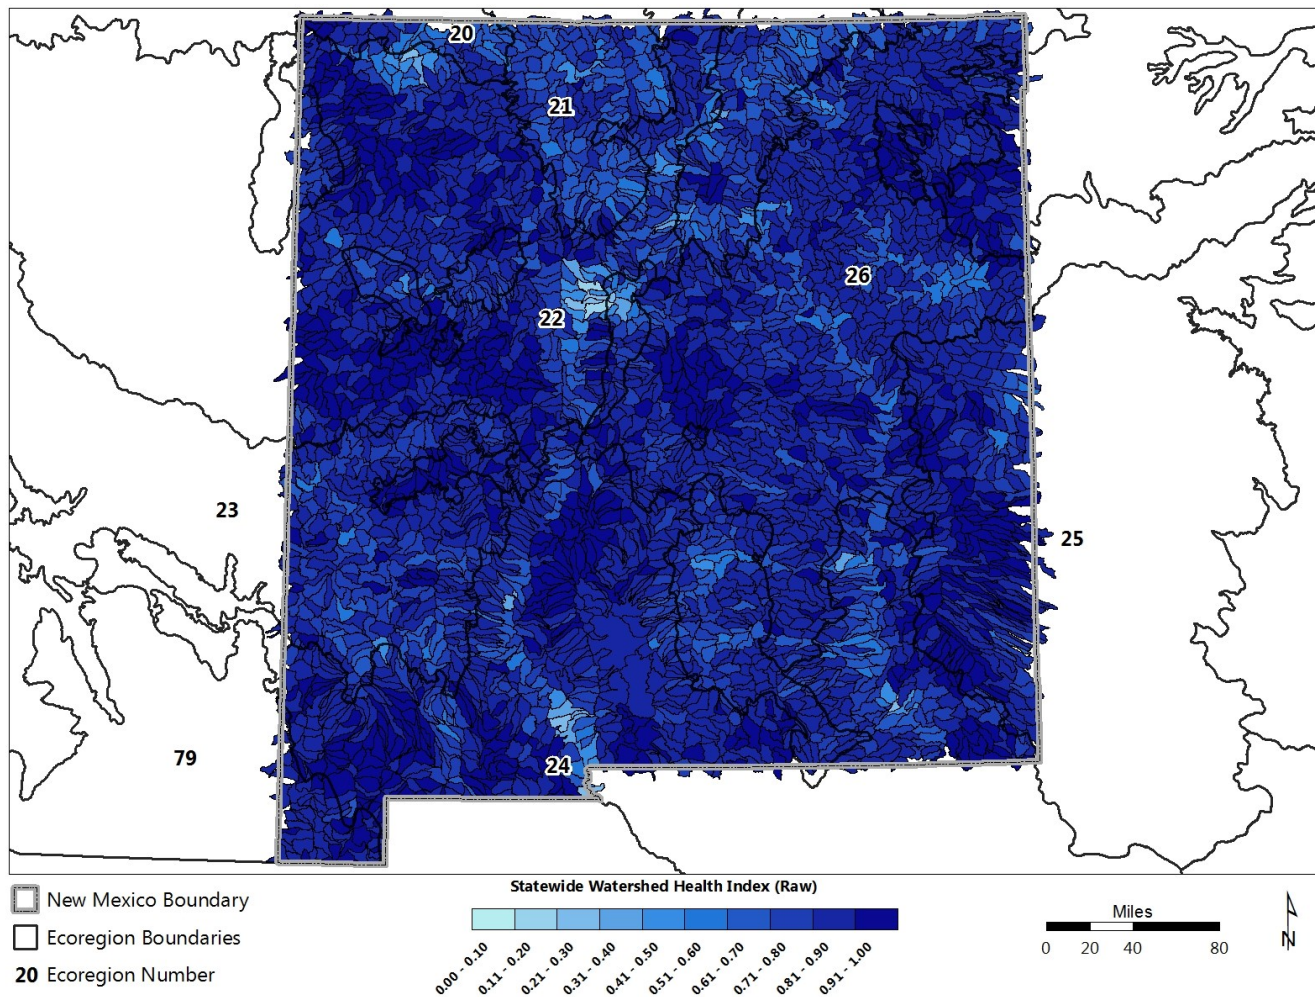 20
21
26
22
23
25
79
24
New Mexico Boundary
Ecoregion Boundaries
20 Ecoregion Number
Statewide Watershed Health Index (Raw)
0.00 - 0.10
0.11 - 0.20
0.21 - 0.30
0.31 - 0.40
0.41 - 0.50
0.51 - 0.60
0.61 - 0.70
0.71 - 0.80
0.81 - 0.90
0.91 - 1.000
Miles
0 20 40 80
N